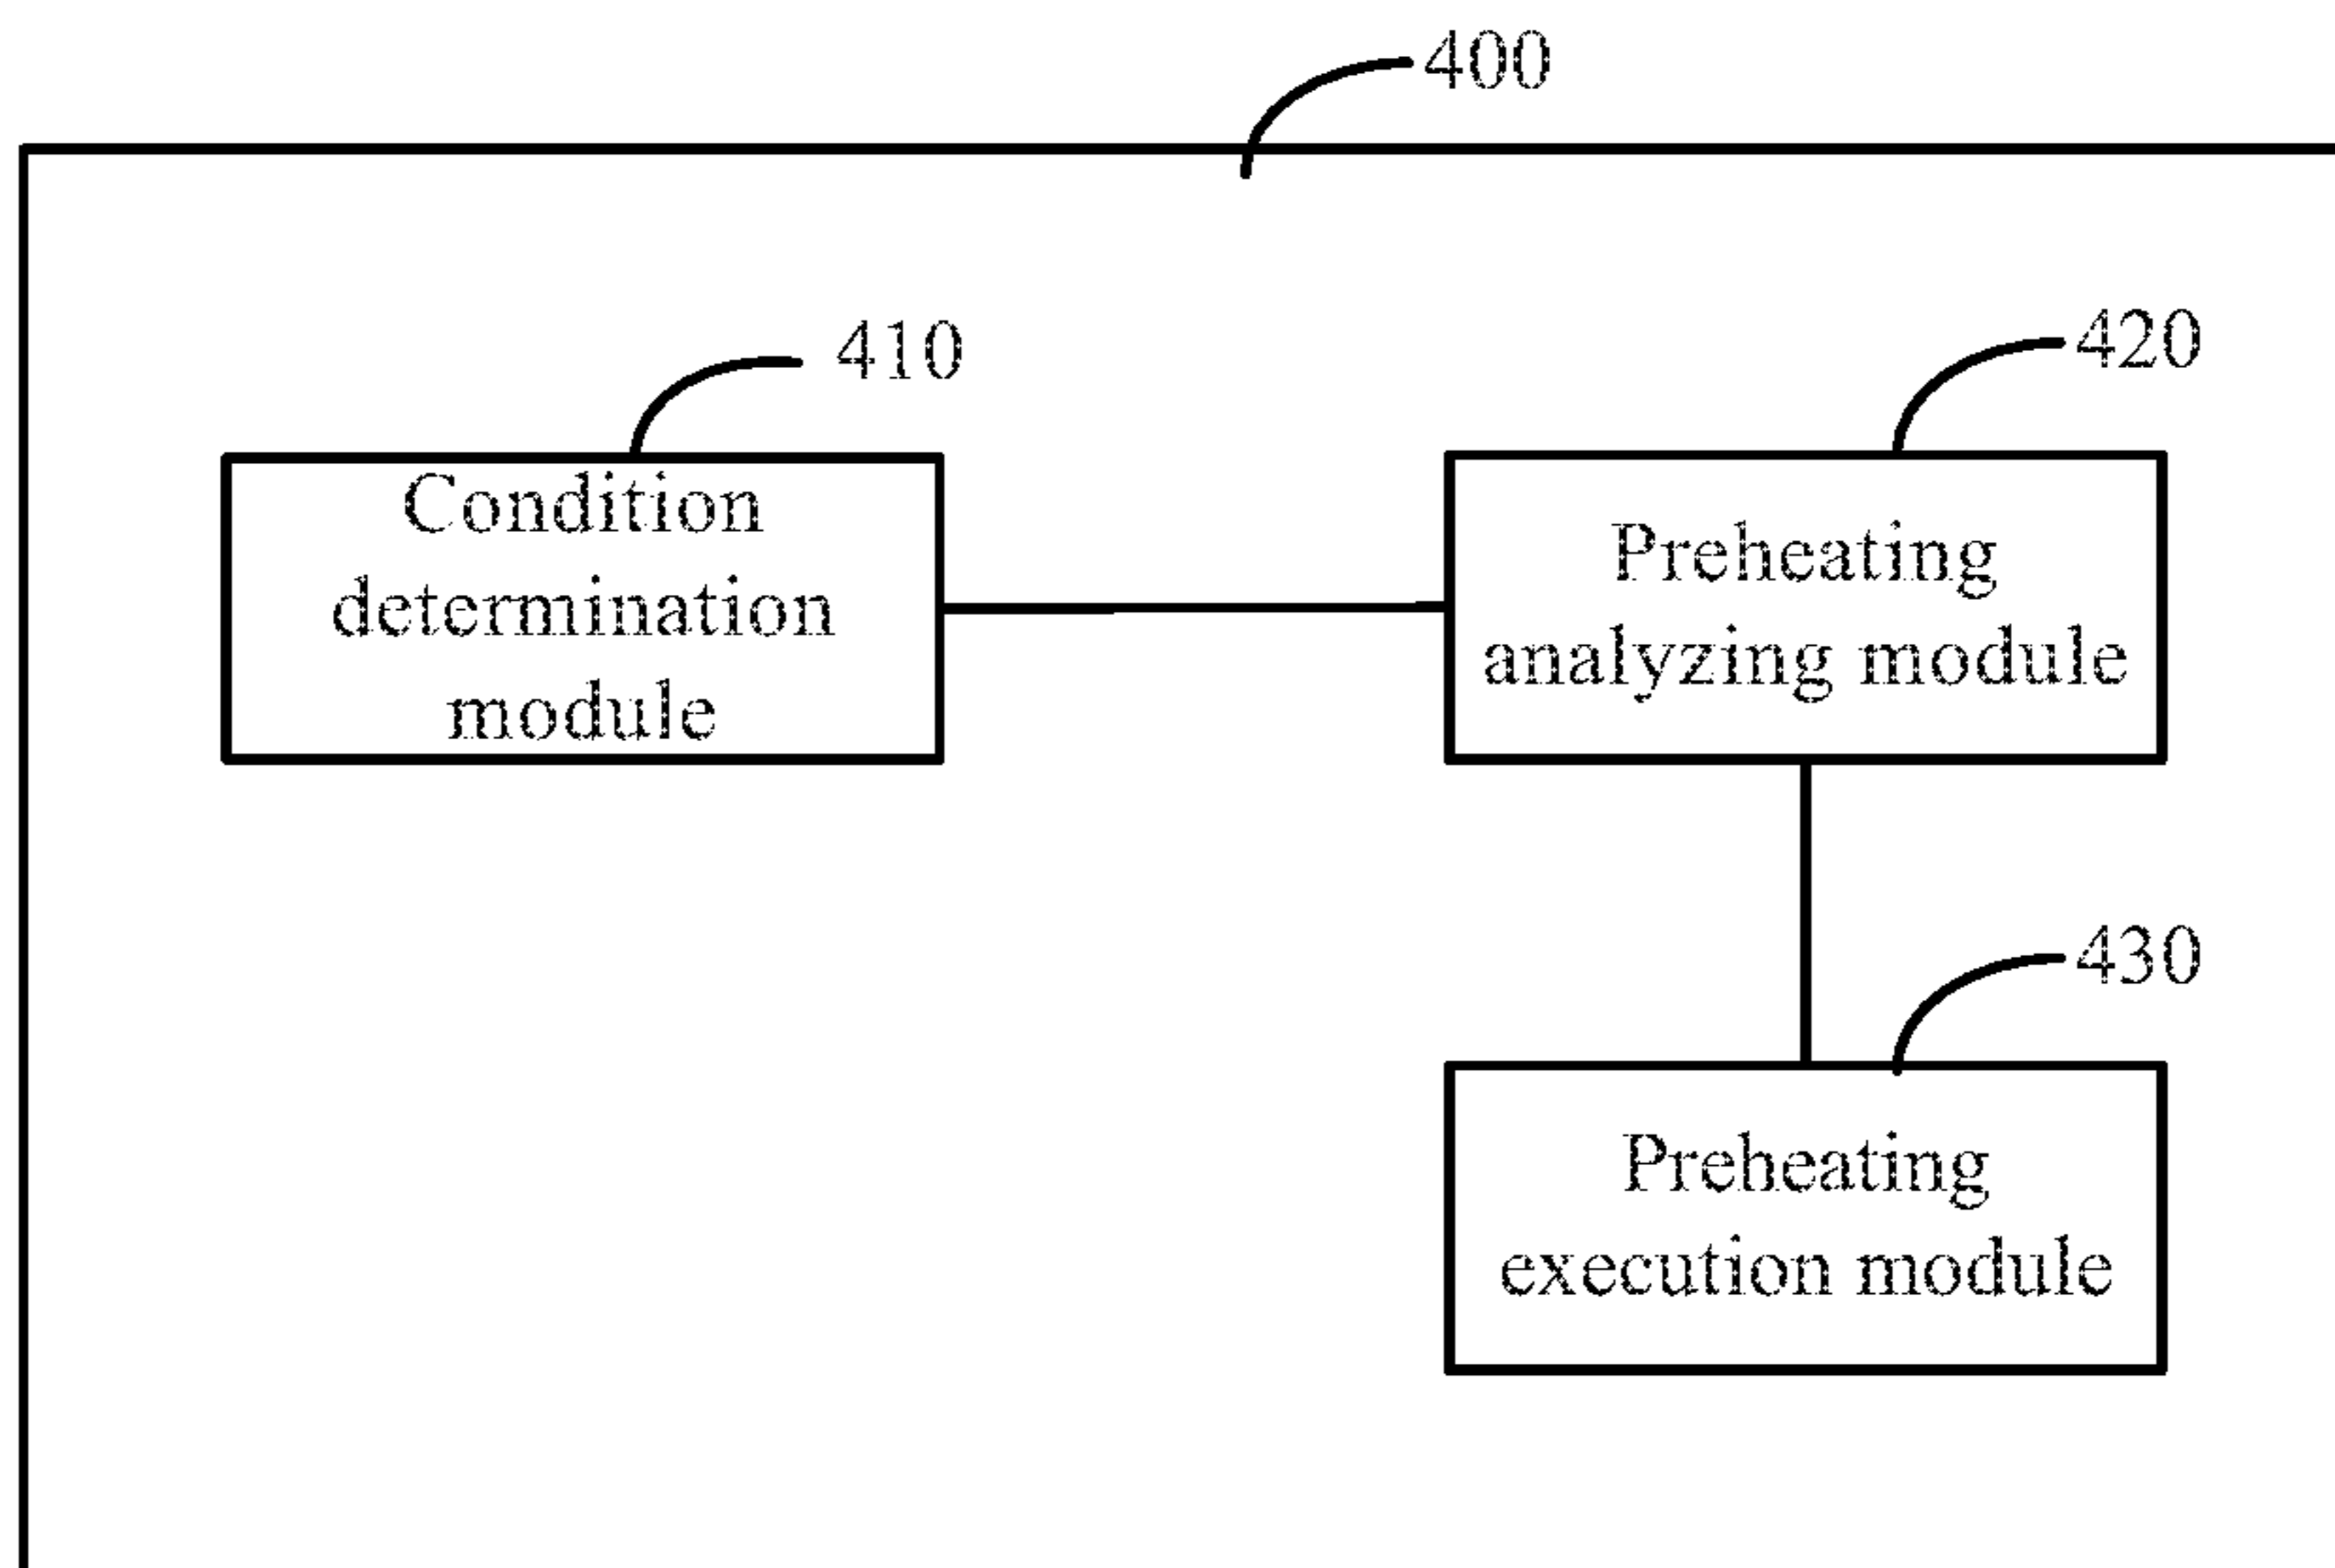 400
410
420
Condition
determination
module
Preheating
analyzing module
430
Preheating
execution module